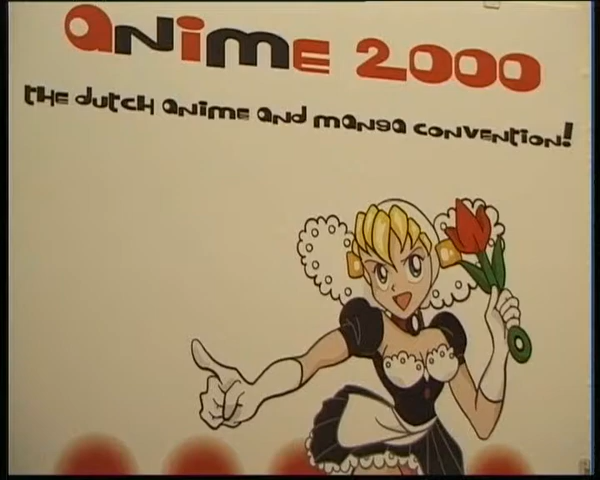 anime 2000
the dutch anime and manga convention!